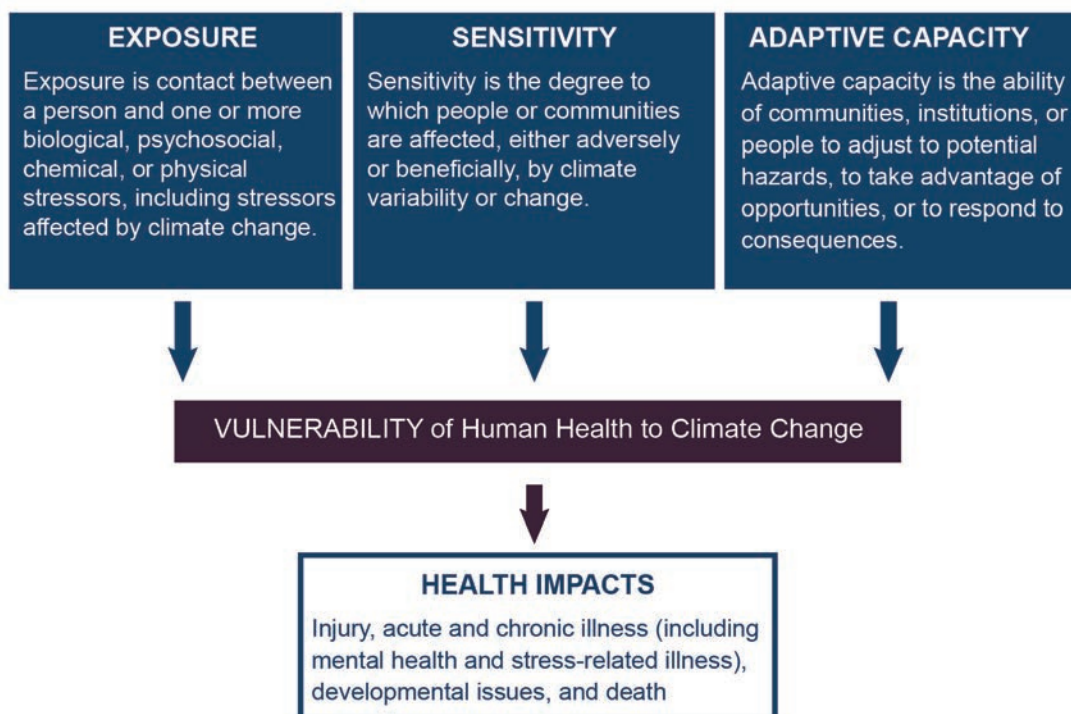 EXPOSURE
Exposure is contact between
a person and one or more
biological, psychosocial,
chemical, or physical
stressors, including stressors
affected by climate change.
SENSITIVITY
Sensitivity is the degree to
which people or communities
are affected, either adversely
or beneficially, by climate
variability or change.
ADAPTIVE CAPACITY
Adaptive capacity is the ability
of communities, institutions, or
people to adjust to potential
hazards, to take advantage of
opportunities, or to respond to
consequences.
VULNERABILITY of Human Health to Climate Change
HEALTH IMPACTS
Injury, acute and chronic illness (including
mental health and stress-related illness),
developmental issues, and death